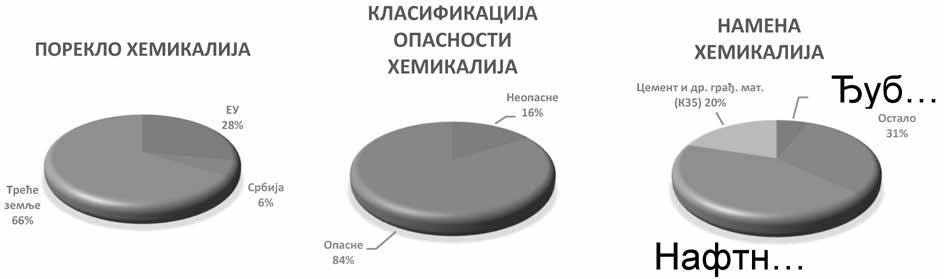 ПОРЕКЛО ХЕМИКАЛИЈА
ЕУ
28%
Србија
6%
Треће
земље
66%
КЛАСИФИКАЦИЈА
ОПАСНОСТИ
ХЕМИКАЛИЈА
Неопасне
16%
Опасне
84%
НАМЕНА
ХЕМИКАЛИЈА
Цемент и др. грађ. мат.
(К35) 20%
Ђуб...
Остало
31%
Нафтн...